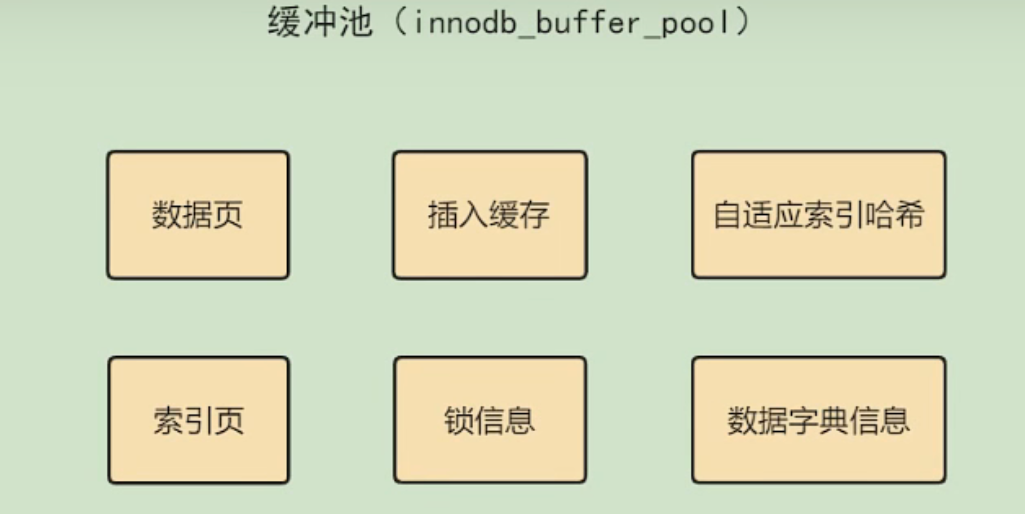 缓冲池（innodb_buffer_pool）
数据页
插入缓存
自适应索引哈希
索引页
锁信息
数据字典信息